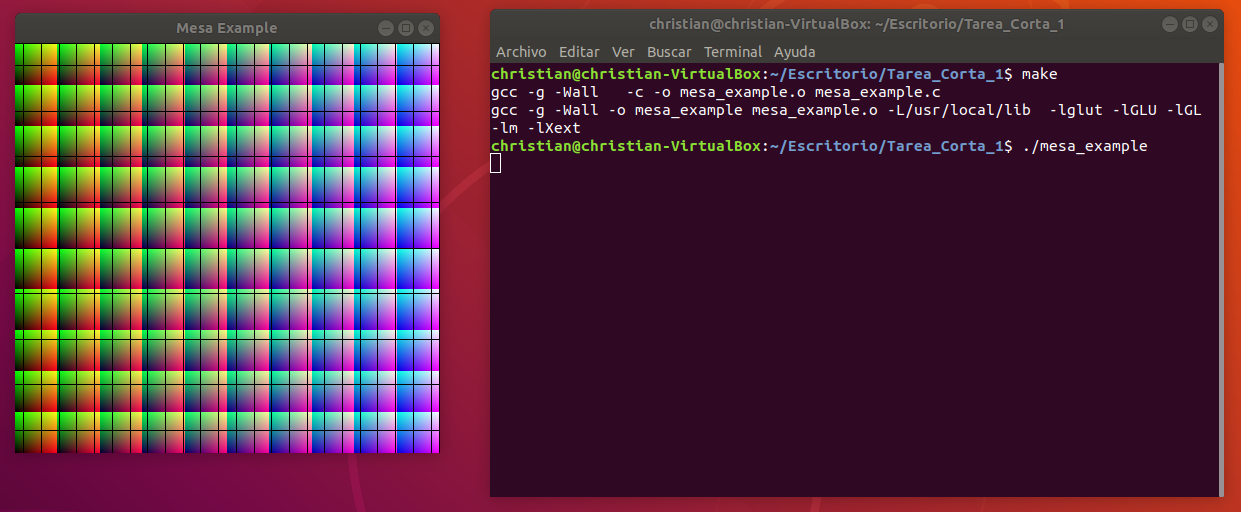 Mesa Example
christian@christian-VirtualBox: ~/Escritorio/Tarea_Corta_1
Archivo Editar Ver Buscar Terminal Ayuda
christian@christian-VirtualBox:~/Escritorio/Tarea_Corta_1$ make
gcc -g -Wall   -c -o mesa_example.o mesa_example.c
gcc -g -Wall -o mesa_example mesa_example.o -L/usr/local/lib  -lglut -lGLU -lGL
-lm -lXext
christian@christian-VirtualBox:~/Escritorio/Tarea_Corta_1$ ./mesa_example